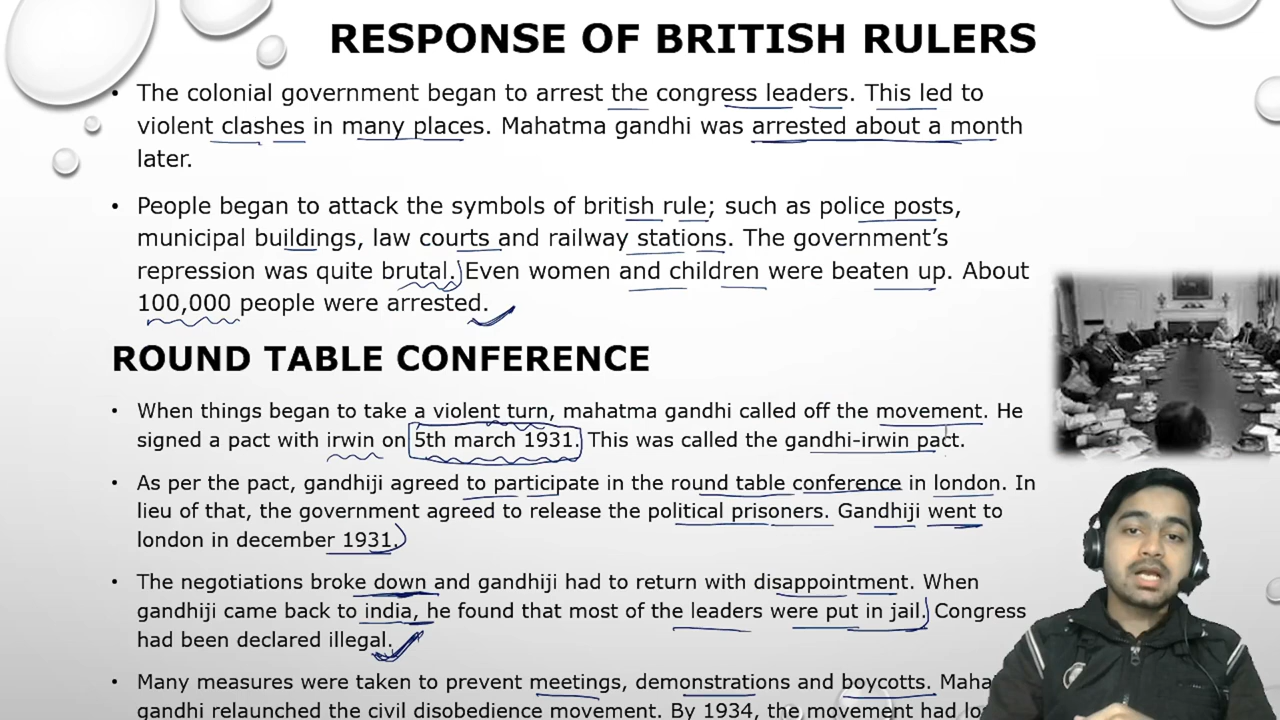 RESPONSE OF BRITISH RULERS
• The colonial government began to arrest the congress leaders. This led to
violent clashes in many places. Mahatma gandhi was arrested about a month
later.
• People began to attack the symbols of british rule; such as police posts,
municipal buildings, law courts and railway stations. The government's
repression was quite brutal. Even women and children were beaten up. About
100,000 people were arrested.
ROUND TABLE CONFERENCE
• When things began to take a violent turn, mahatma gandhi called off the movement. He
signed a pact with irwin on 5th march 1931. This was called the gandhi-irwin pact.
• As per the pact, gandhiji agreed to participate in the round table conference in london. In
lieu of that, the government agreed to release the political prisoners. Gandhiji went to
london in december 1931.
• The negotiations broke down and gandhiji had to return with disappointment. When
gandhiji came back to india, he found that most of the leaders were put in jail. Congress
had been declared illegal.
• Many measures were taken to prevent meetings, demonstrations and boycotts.
gandhi relaunched the civil disobedience movement. By 1934, the movement had